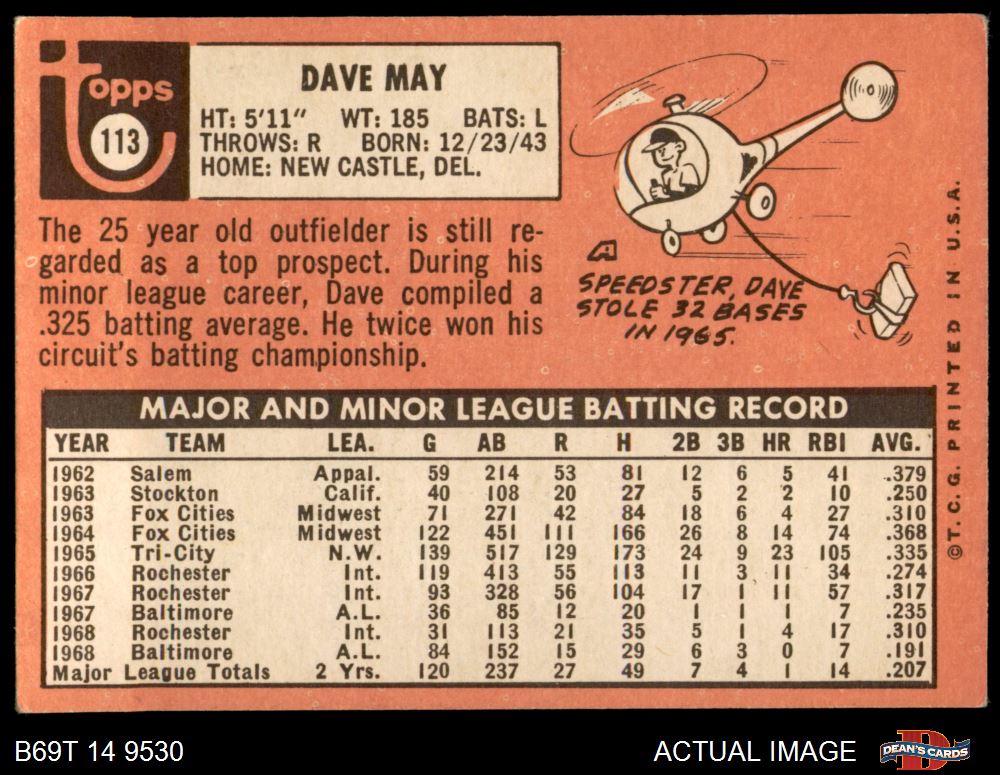 Topps
113
DAVE MAY
HT: 5'11" WT: 185 BATS: L
THROWS: R BORN: 12/23/43
HOME: NEW CASTLE, DEL.
The 25 year old outfielder is still re-
garded as a top prospect. During his
minor league career, Dave compiled a
.325 batting average. He twice won his
circuit's batting championship.
A
SPEEDSTER, DAVE
STOLE 32 BASES
IN 1965.
©T.C.G. PRINTED IN U.S.A.
MAJOR AND MINOR LEAGUE BATTING RECORD
YEAR TEAM LEA. G AB R H 2B 3B HR RBI AVG.
1962 Salem Appal. 59 214 53 81 12 6 5 41 .379
1963 Stockton Calif. 40 108 20 27 5 2 2 10 .250
1963 Fox Cities Midwest 71 271 42 84 18 6 4 27 .310
1964 Fox Cities Midwest 122 451 111 166 26 8 14 74 .368
1965 Tri-City N.W. 139 517 129 173 24 9 23 105 .335
1966 Rochester Int. 119 413 55 113 11 3 11 34 .274
1967 Rochester Int. 93 328 56 104 17 1 11 57 .317
1967 Baltimore A.L. 36 85 12 20 1 1 1 7 .235
1968 Rochester Int. 31 113 21 35 5 1 4 17 .310
1968 Baltimore A.L. 84 152 15 29 6 3 0 7 .191
Major League Totals 2 Yrs. 120 237 27 49 7 4 1 14 .207
B69T 14 9530
ACTUAL IMAGE
DEAN'S CARDS